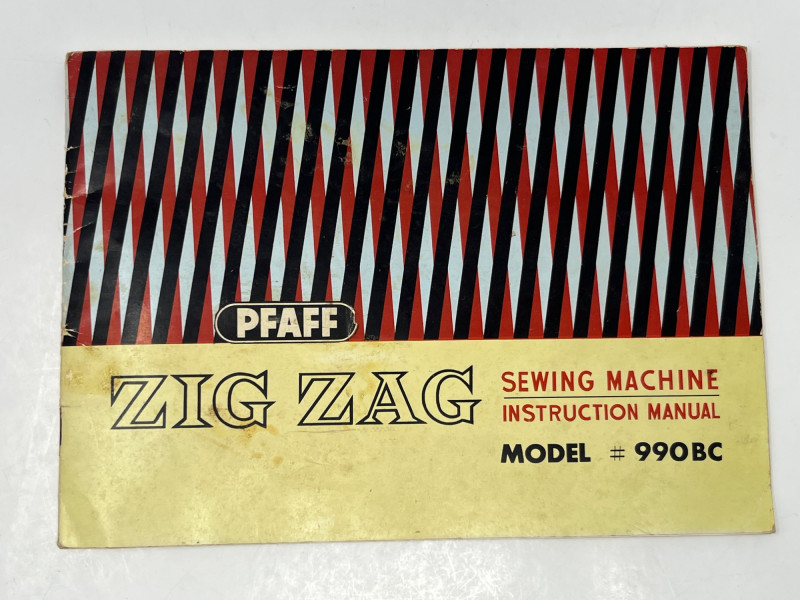 PFAFF
ZIG ZAG
SEWING MACHINE
INSTRUCTION MANUAL
MODEL # 990BC